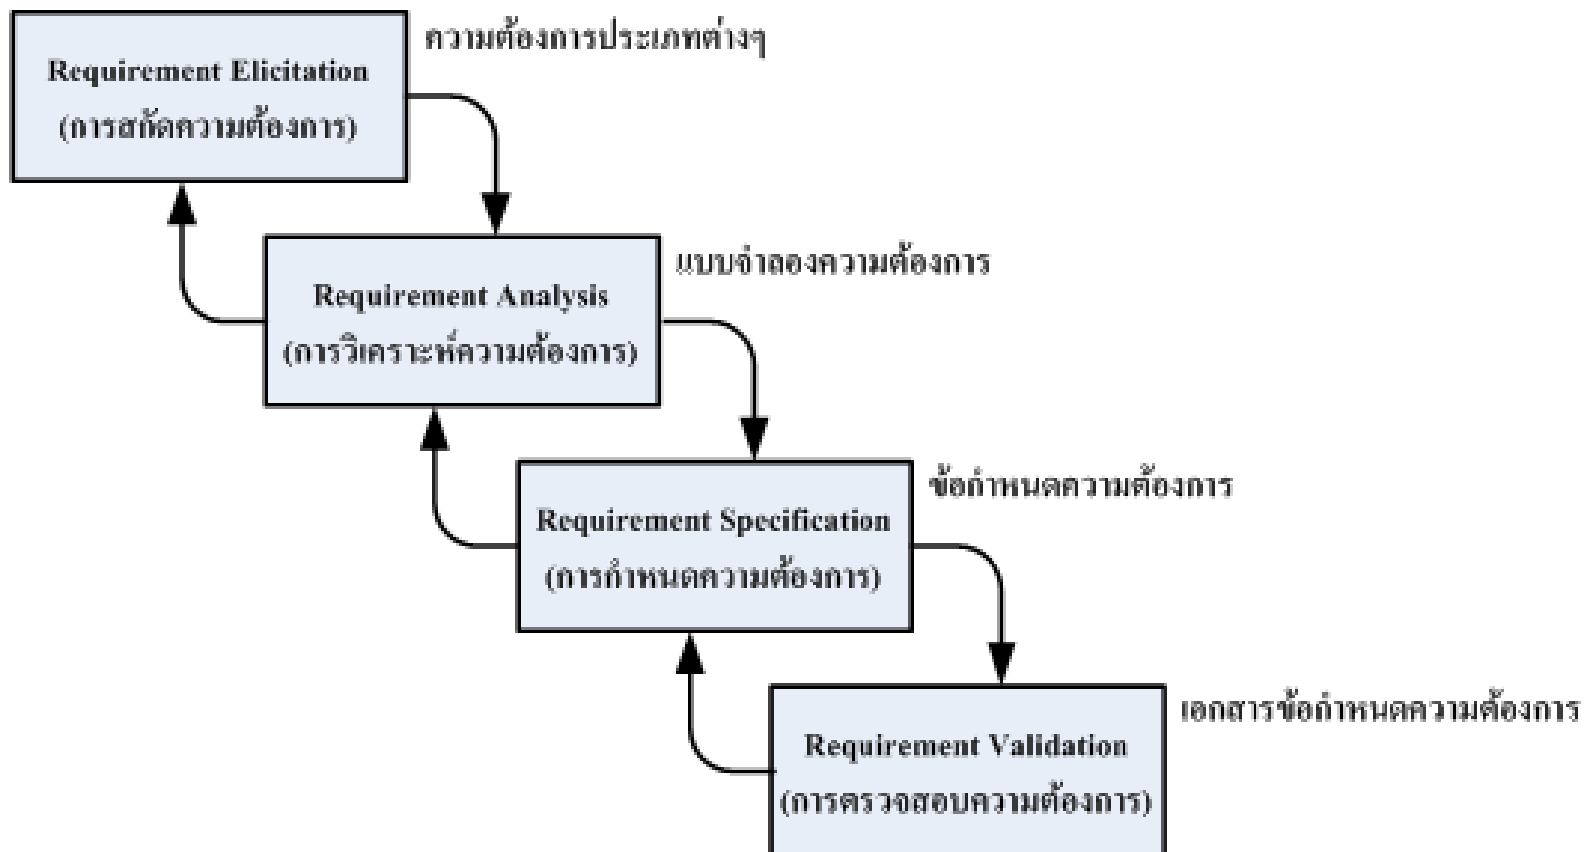 ความต้องการประเภทต่างๆ
Requirement Elicitation
(การสกัดความต้องการ)
แบบจำลองความต้องการ
Requirement Analysis
(การวิเคราะห์ความต้องการ)
ข้อกำหนดความต้องการ
Requirement Specification
(การกำหนดความต้องการ)
เอกสารข้อกำหนดความต้องการ
Requirement Validation
(การตรวจสอบความต้องการ)